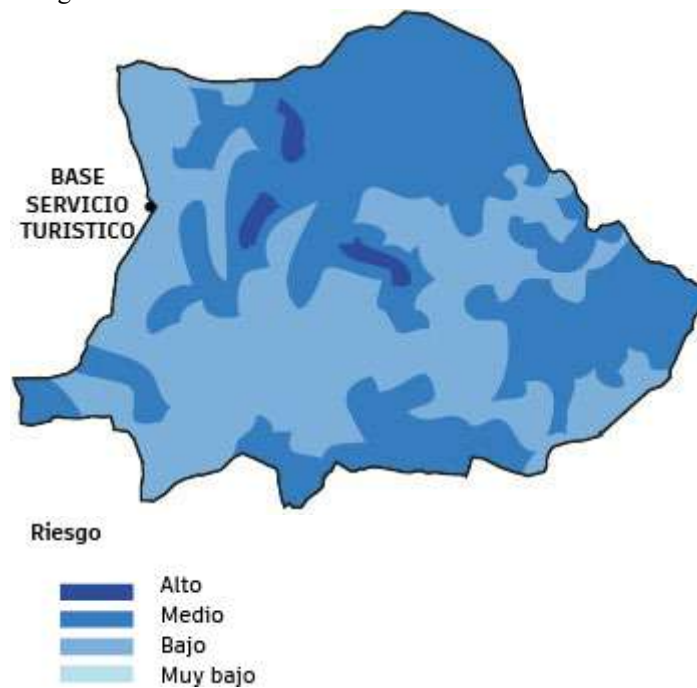 BASE
SERVICIO
TURISTICO
Riesgo
Alto
Medio
Bajo
Muy bajo